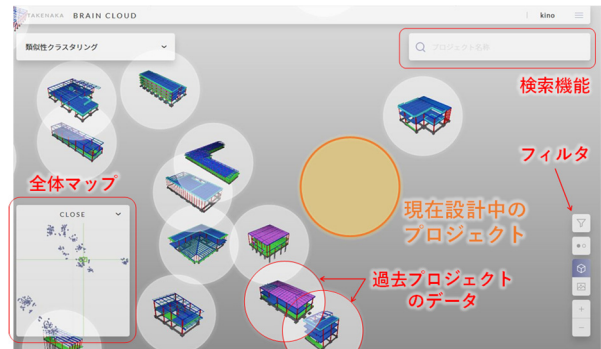 TAKENAKA BRAIN CLOUD
kino
類似性クラスタリング
プロジェクト名称
検索機能
フィルタ
全体マップ
CLOSE
現在設計中の
プロジェクト
過去プロジェクト
のデータ